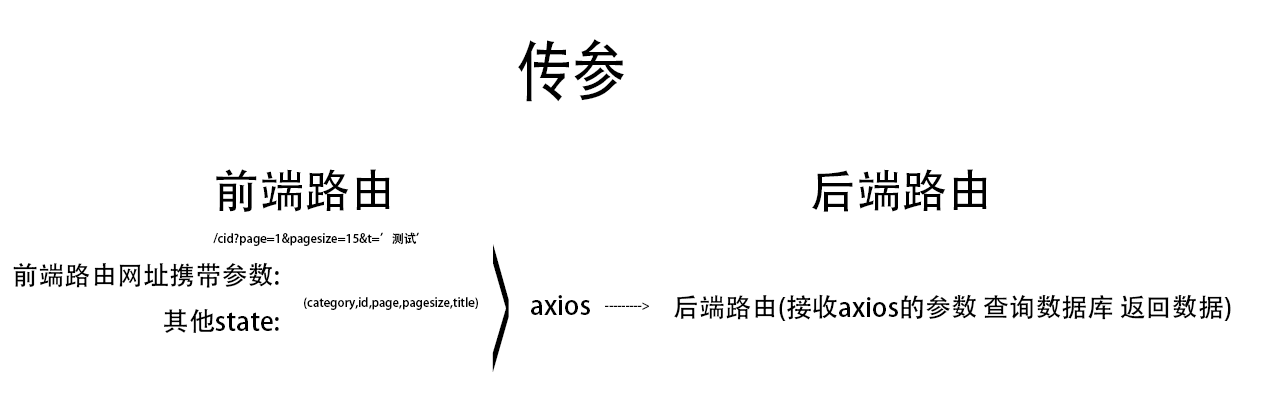 传参
前端路由
后端路由
/cid?page=1&pagesize=15&t=’测试’
前端路由网址携带参数:
(category,id,page,pagesize,title)
其他state:
axios --------->
后端路由(接收axios的参数 查询数据库 返回数据)